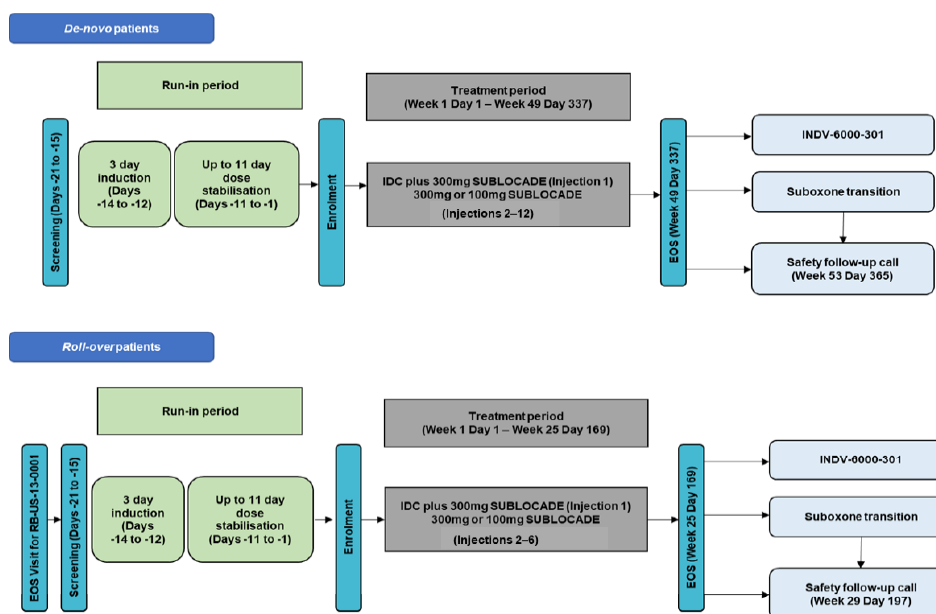 De-novo patients
Run-in period
Treatment period
(Week 1 Day 1 – Week 49 Day 337)
Screening (Days -21 to -15)
3 day
induction
(Days
-14 to -12)
Up to 11 day
dose
stabilisation
(Days -11 to -1)
Enrolment
IDC plus 300mg SUBLOCADE (Injection 1)
300mg or 100mg SUBLOCADE
(Injections 2–12)
EOS (Week 49 Day 337)
INDV-6000-301
Suboxone transition
Safety follow-up call
(Week 53 Day 365)
Roll-over patients
Run-in period
Treatment period
(Week 1 Day 1 – Week 25 Day 169)
EOS Visit for RB-US-13-0001
Screening (Days -21 to -15)
3 day
induction
(Days
-14 to -12)
Up to 11 day
dose
stabilisation
(Days -11 to -1)
Enrolment
IDC plus 300mg SUBLOCADE (Injection 1)
300mg or 100mg SUBLOCADE
(Injections 2–6)
EOS (Week 25 Day 169)
INDV-6000-301
Suboxone transition
Safety follow-up call
(Week 29 Day 197)